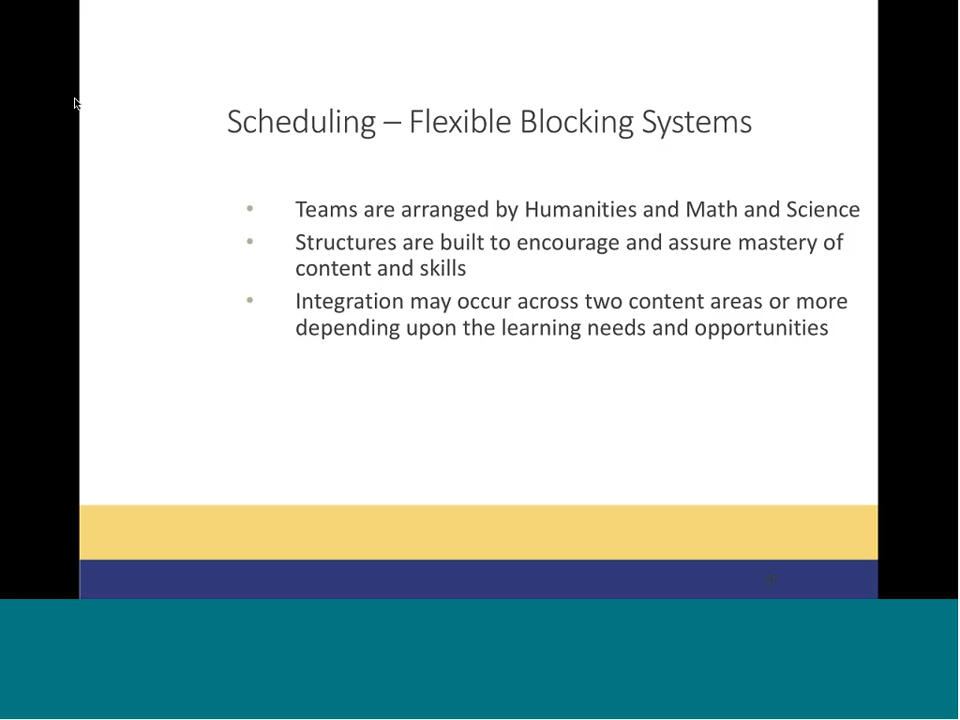 Scheduling – Flexible Blocking Systems
• Teams are arranged by Humanities and Math and Science
• Structures are built to encourage and assure mastery of
content and skills
• Integration may occur across two content areas or more
depending upon the learning needs and opportunities